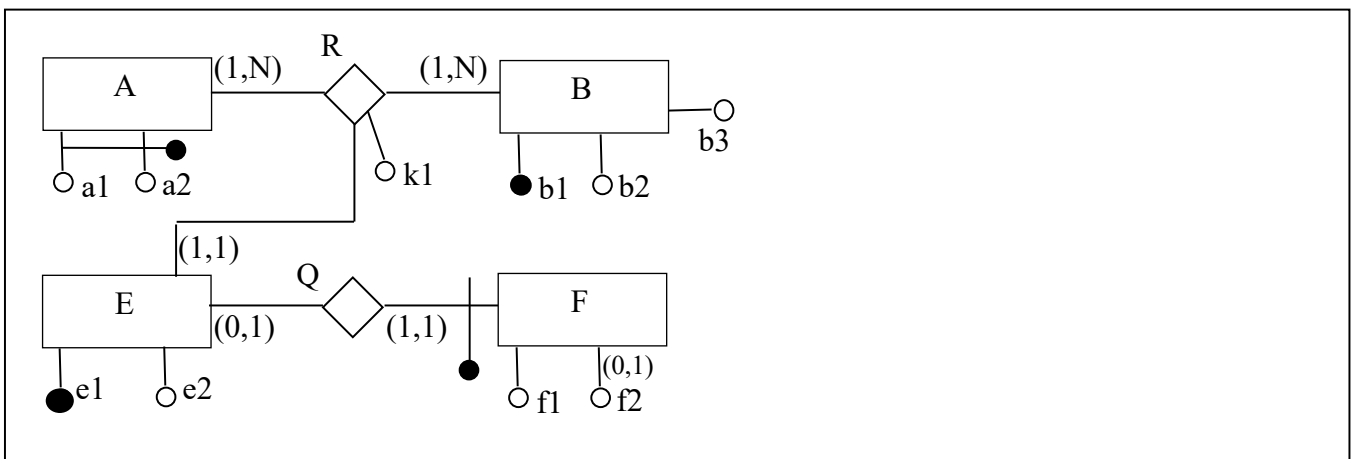 R
A (1,N) (1,N) B
b3
a1 a2 k1 b1 b2
(1,1)
Q
E F
(0,1) (1,1)
(0,1)
e1 e2 f1 f2